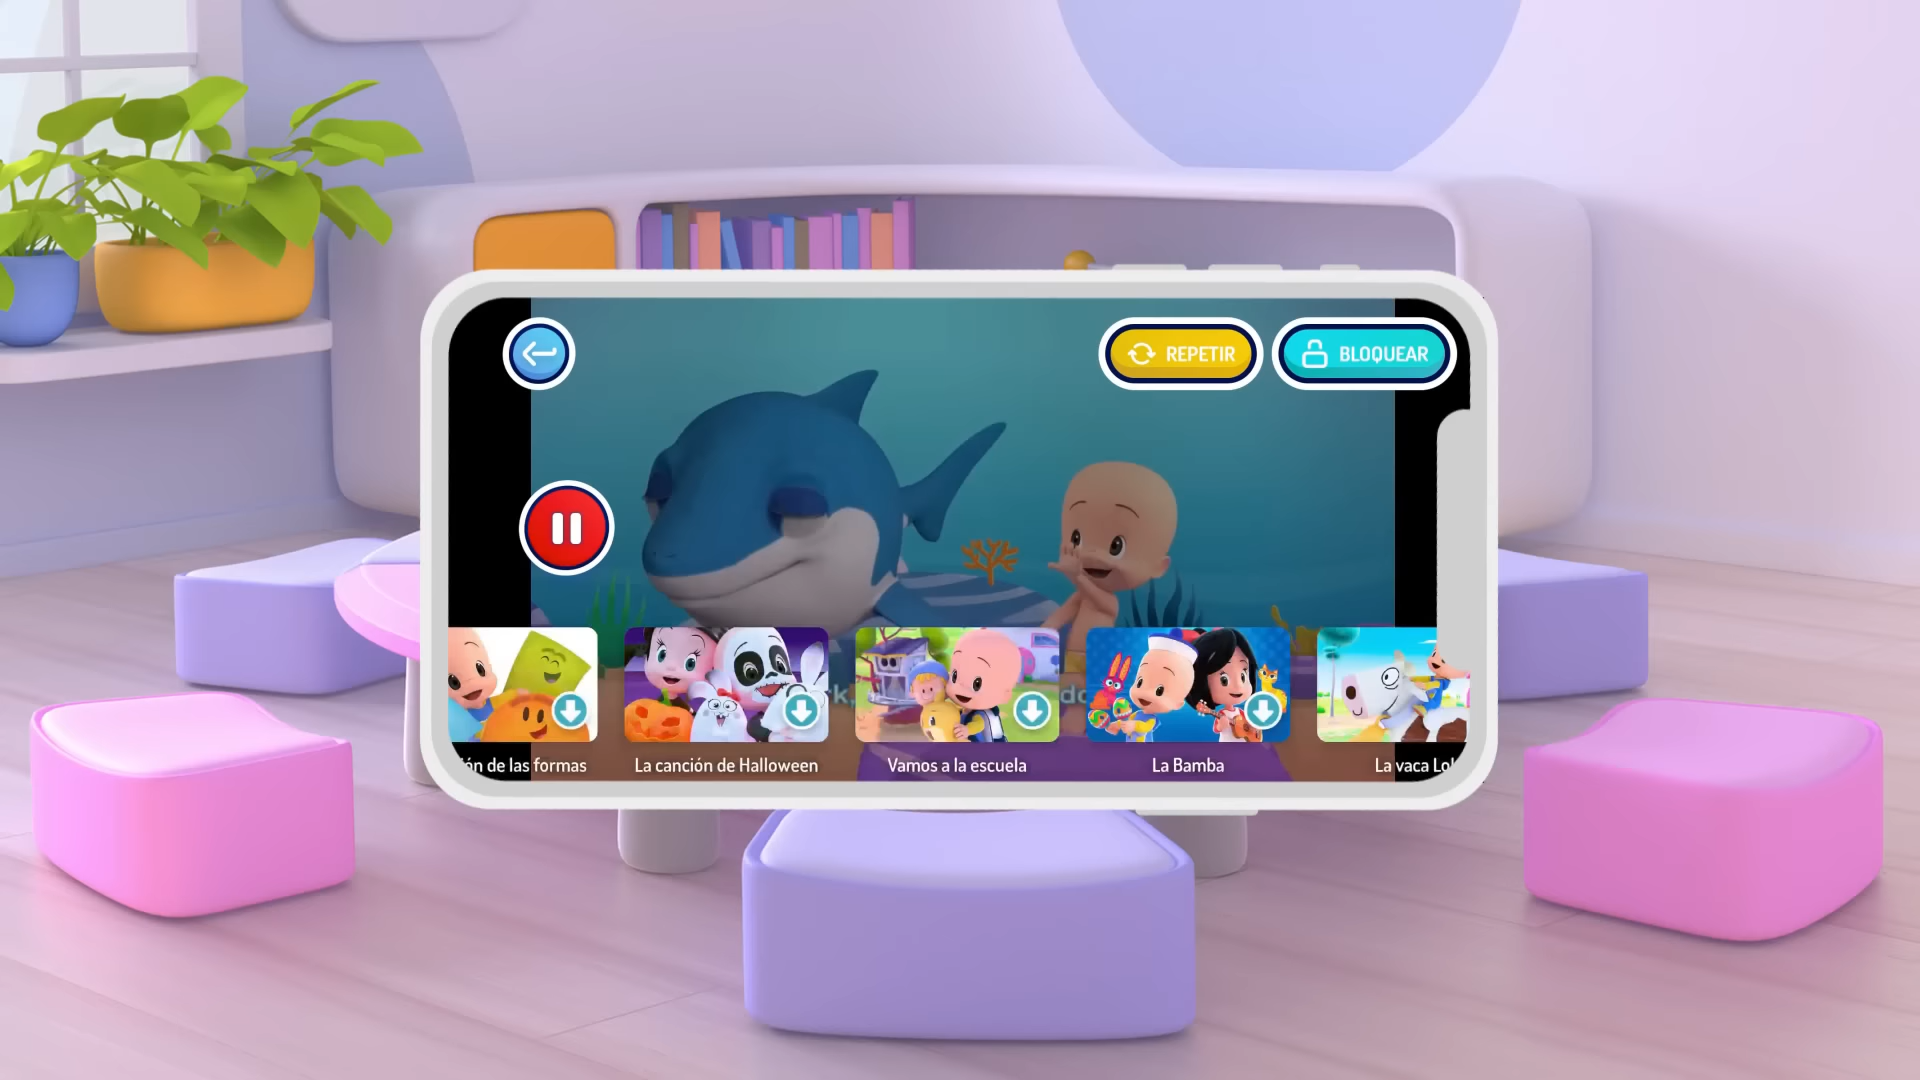 REPETIR
BLOQUEAR
de las formas
La canción de Halloween
Vamos a la escuela
La Bamba
La vaca